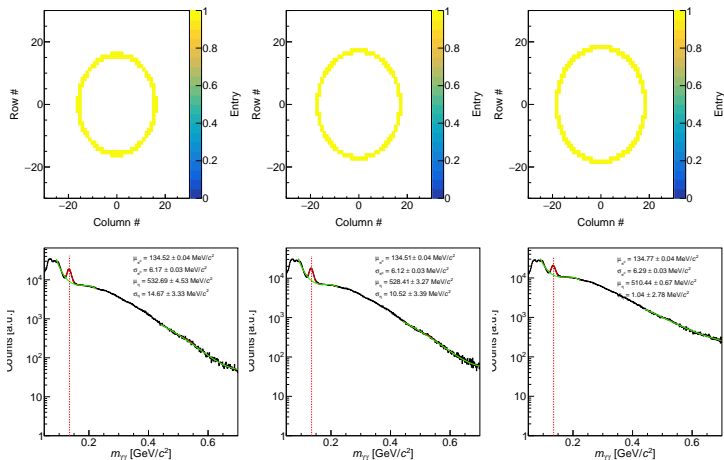 30
20
0
−20
−20 0 20
Row #
Column #
1
0.8
0.6
0.4
0.2
0
Entry
30
20
0
−20
−20 0 20
Row #
Column #
1
0.8
0.6
0.4
0.2
0
Entry
30
20
0
−20
−20 0 20
Row #
Column #
1
0.8
0.6
0.4
0.2
0
Entry
μ_π⁰ = 134.52 ± 0.04 MeV/c²
σ_π⁰ = 6.17 ± 0.03 MeV/c²
μ_η = 532.69 ± 4.53 MeV/c²
σ_η = 14.67 ± 3.33 MeV/c²
10⁴
10³
10²
10
1
Counts [a.u.]
0.2 0.4 0.6
m_γγ [GeV/c²]
μ_π⁰ = 134.51 ± 0.04 MeV/c²
σ_π⁰ = 6.12 ± 0.03 MeV/c²
μ_η = 528.41 ± 3.27 MeV/c²
σ_η = 10.52 ± 3.39 MeV/c²
10⁴
10³
10²
10
1
Counts [a.u.]
0.2 0.4 0.6
m_γγ [GeV/c²]
μ_π⁰ = 134.77 ± 0.04 MeV/c²
σ_π⁰ = 6.29 ± 0.03 MeV/c²
μ_η = 510.44 ± 0.67 MeV/c²
σ_η = 1.04 ± 2.78 MeV/c²
10⁴
10³
10²
10
1
Counts [a.u.]
0.2 0.4 0.6
m_γγ [GeV/c²]